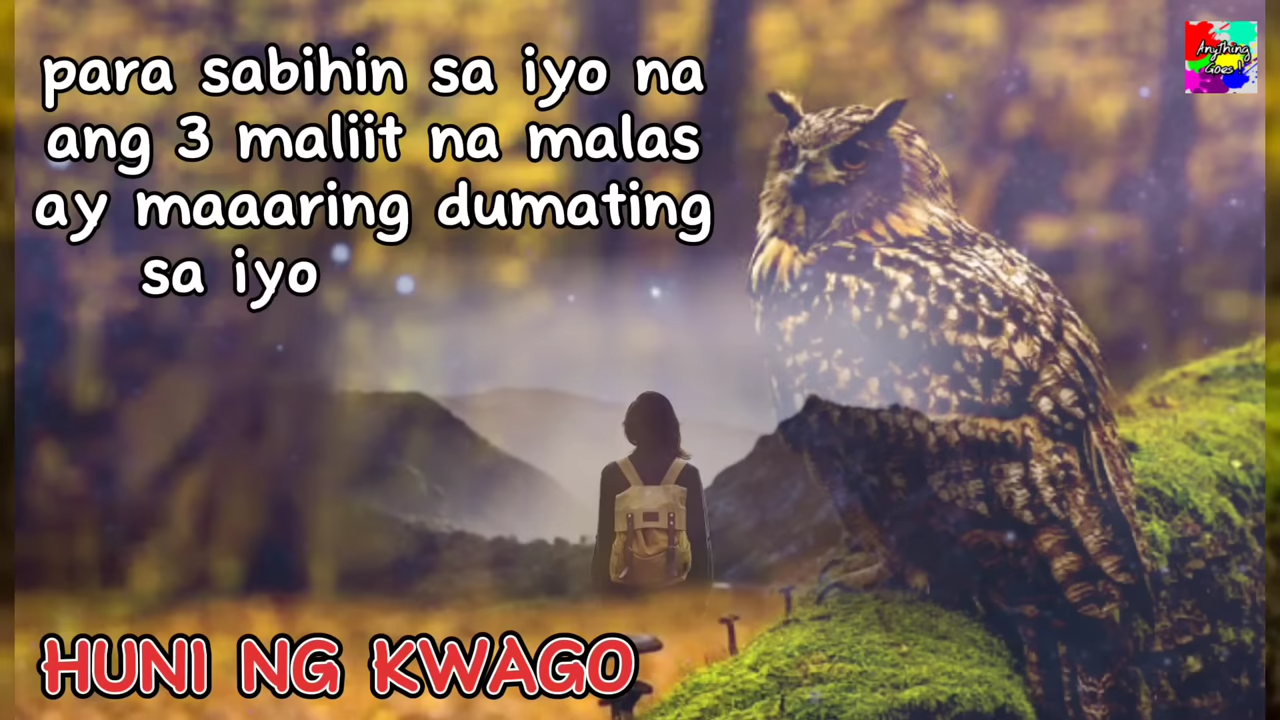 para sabihin sa iyo na
ang 3 maliit na malas
ay maaaring dumating
sa iyo
HUNI NG KWAGO
AnyThing
Goes!